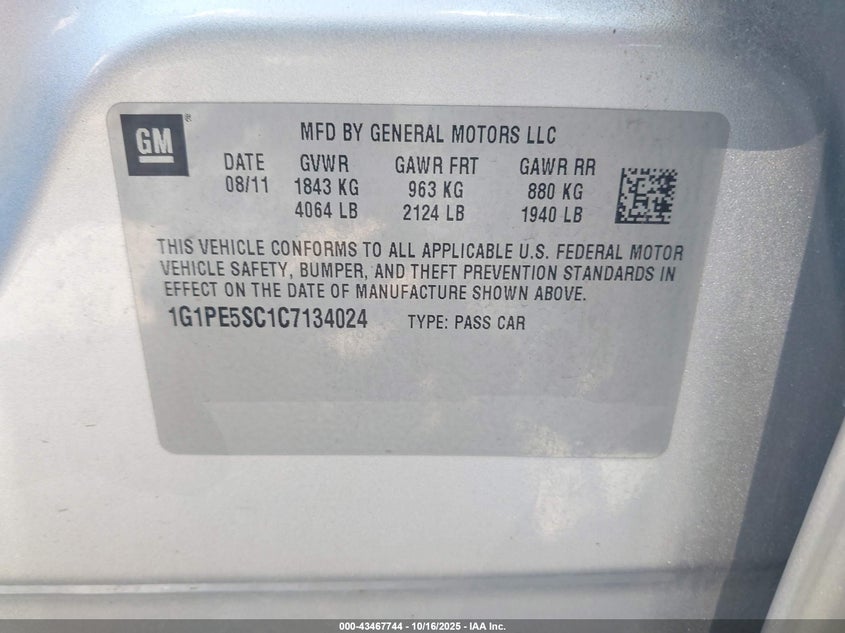 GM ®
MFD BY GENERAL MOTORS LLC
DATE GVWR GAWR FRT GAWR RR
08/11 1843 KG 963 KG 880 KG
4064 LB 2124 LB 1940 LB
THIS VEHICLE CONFORMS TO ALL APPLICABLE U.S. FEDERAL MOTOR
VEHICLE SAFETY, BUMPER, AND THEFT PREVENTION STANDARDS IN
EFFECT ON THE DATE OF MANUFACTURE SHOWN ABOVE.
1G1PE5SC1C7134024 TYPE: PASS CAR
000-43467744 | 10/16/2025 - IAA Inc.